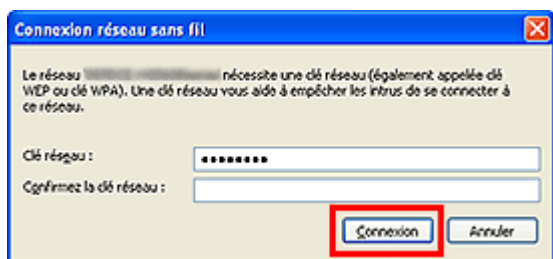 Connexion réseau sans fil
Le réseau nécessite une clé réseau (également appelée clé
WEP ou clé WPA). Une clé réseau vous aide à empêcher les intrus de se connecter à
ce réseau.
Clé réseau :
••••••••
Confirmez la clé réseau :
Connexion
Annuler